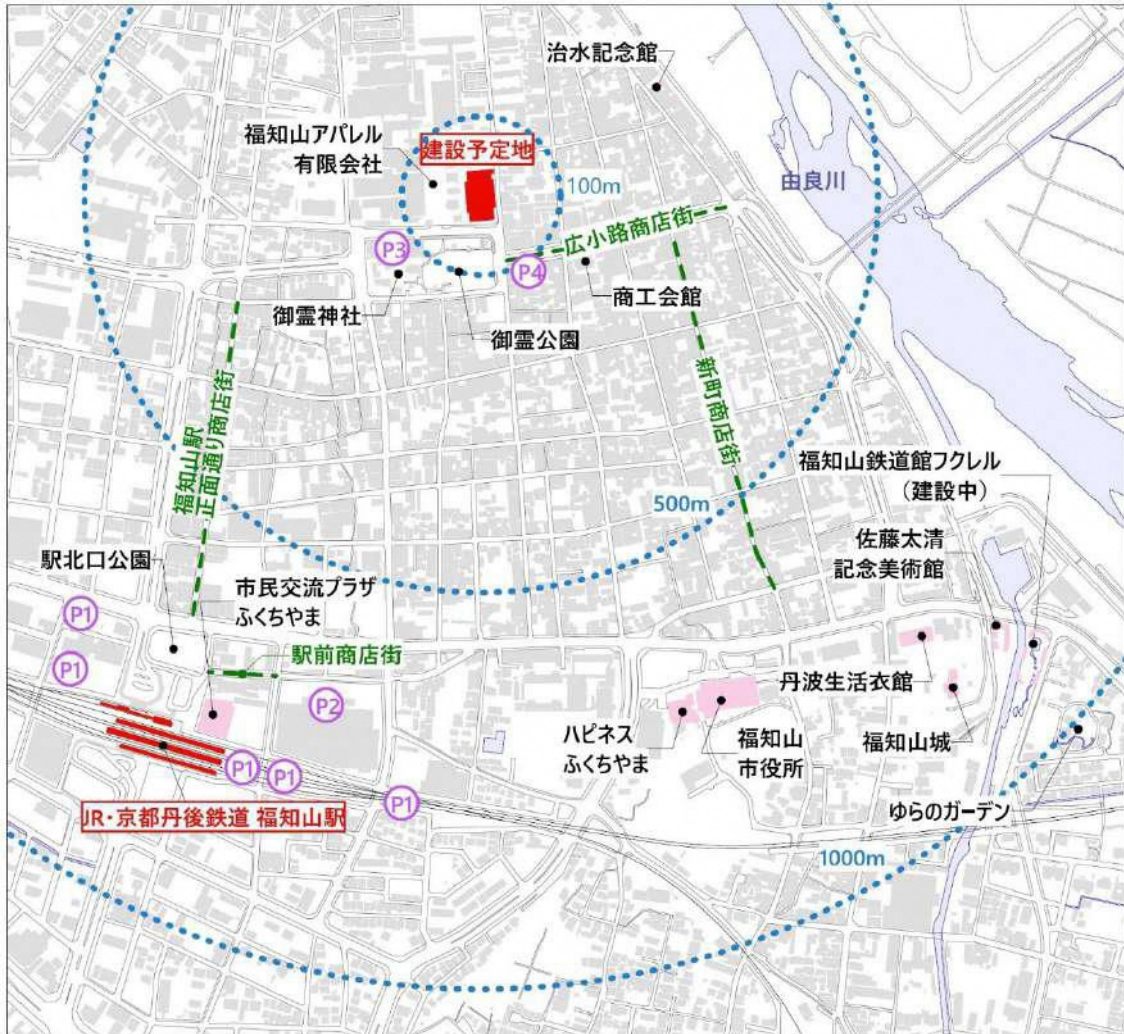 治水記念館
福知山アパレル
有限会社
建設予定地
100m
由良川
広小路商店街
P3
P4
商工会館
御霊神社
御霊公園
福知山駅
正面通り商店街
新町商店街
500m
福知山鉄道館フクレル
（建設中）
佐藤太清
記念美術館
駅北口公園
市民交流プラザ
ふくちやま
P1
駅前商店街
P1
P2
丹波生活衣館
ハピネス
ふくちやま
福知山
市役所
福知山城
P1
P1
P1
ゆらのガーデン
JR・京都丹後鉄道 福知山駅
1000m